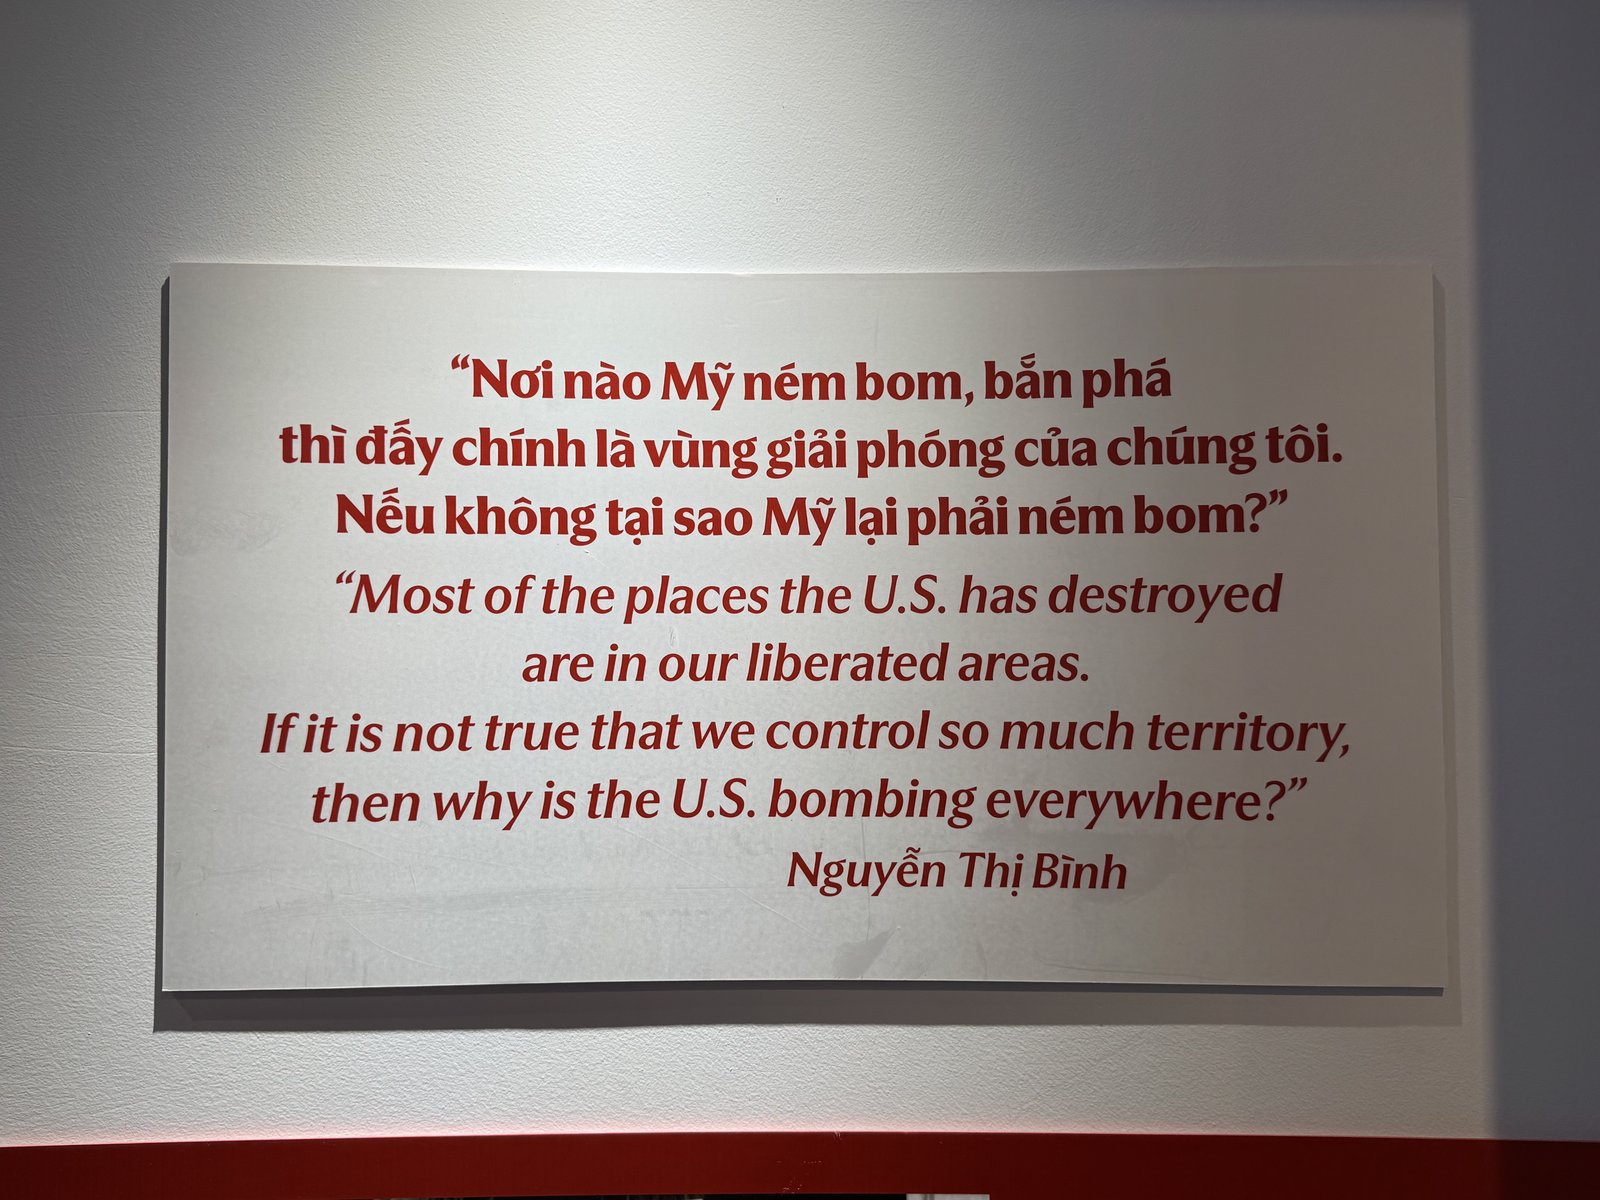 “Nơi nào Mỹ ném bom, bắn phá
thì đấy chính là vùng giải phóng của chúng tôi.
Nếu không tại sao Mỹ lại phải ném bom?”
“Most of the places the U.S. has destroyed
are in our liberated areas.
If it is not true that we control so much territory,
then why is the U.S. bombing everywhere?”
Nguyễn Thị Bình